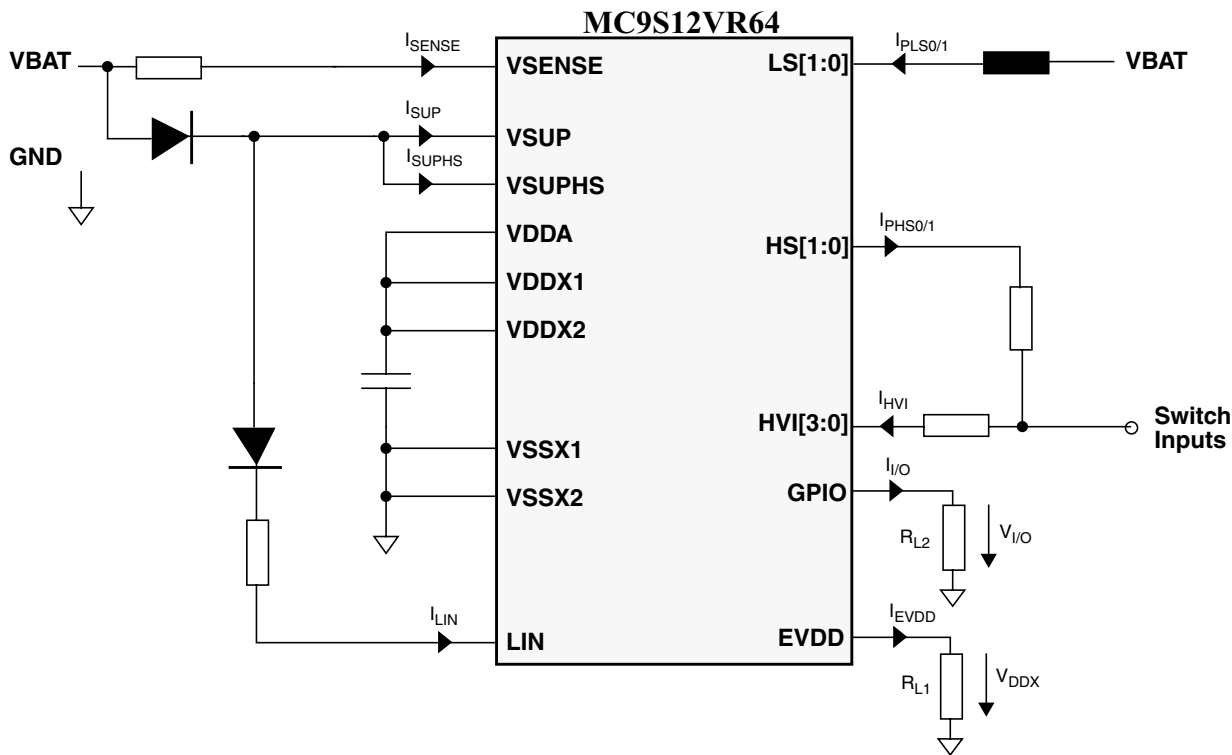 MC9S12VR64
VBAT
I_SENSE
VSENSE
LS[1:0]
I_PLS0/1
VBAT
I_SUP
VSUP
GND
I_SUPHS
VSUPHS
VDDA
HS[1:0]
I_PHS0/1
VDDX1
VDDX2
HVI[3:0]
I_HVI
Switch
Inputs
VSSX1
VSSX2
GPIO
I_I/O
R_L2
V_I/O
I_LIN
LIN
EVDD
I_EVDD
R_L1
V_DDX